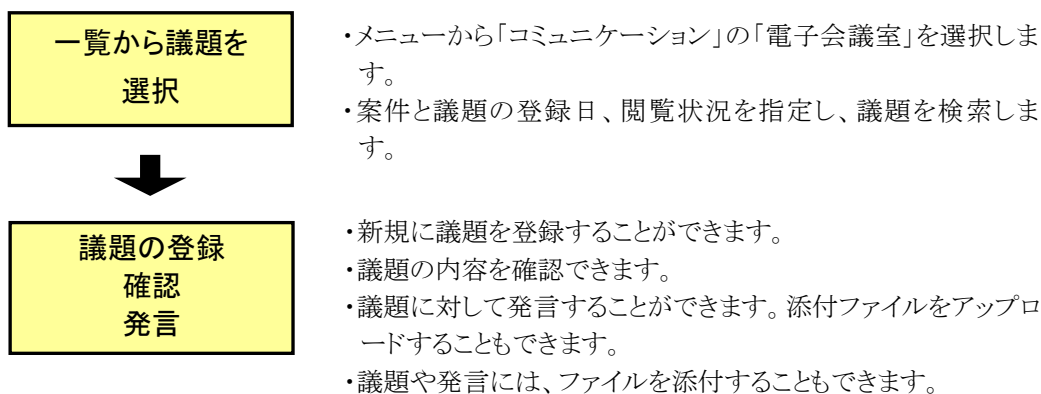 一覧から議題を
選択
・メニューから「コミュニケーション」の「電子会議室」を選択しま
す。
・案件と議題の登録日、閲覧状況を指定し、議題を検索しま
す。
議題の登録
確認
発言
・新規に議題を登録することができます。
・議題の内容を確認できます。
・議題に対して発言することができます。添付ファイルをアップロ
ードすることもできます。
・議題や発言には、ファイルを添付することもできます。